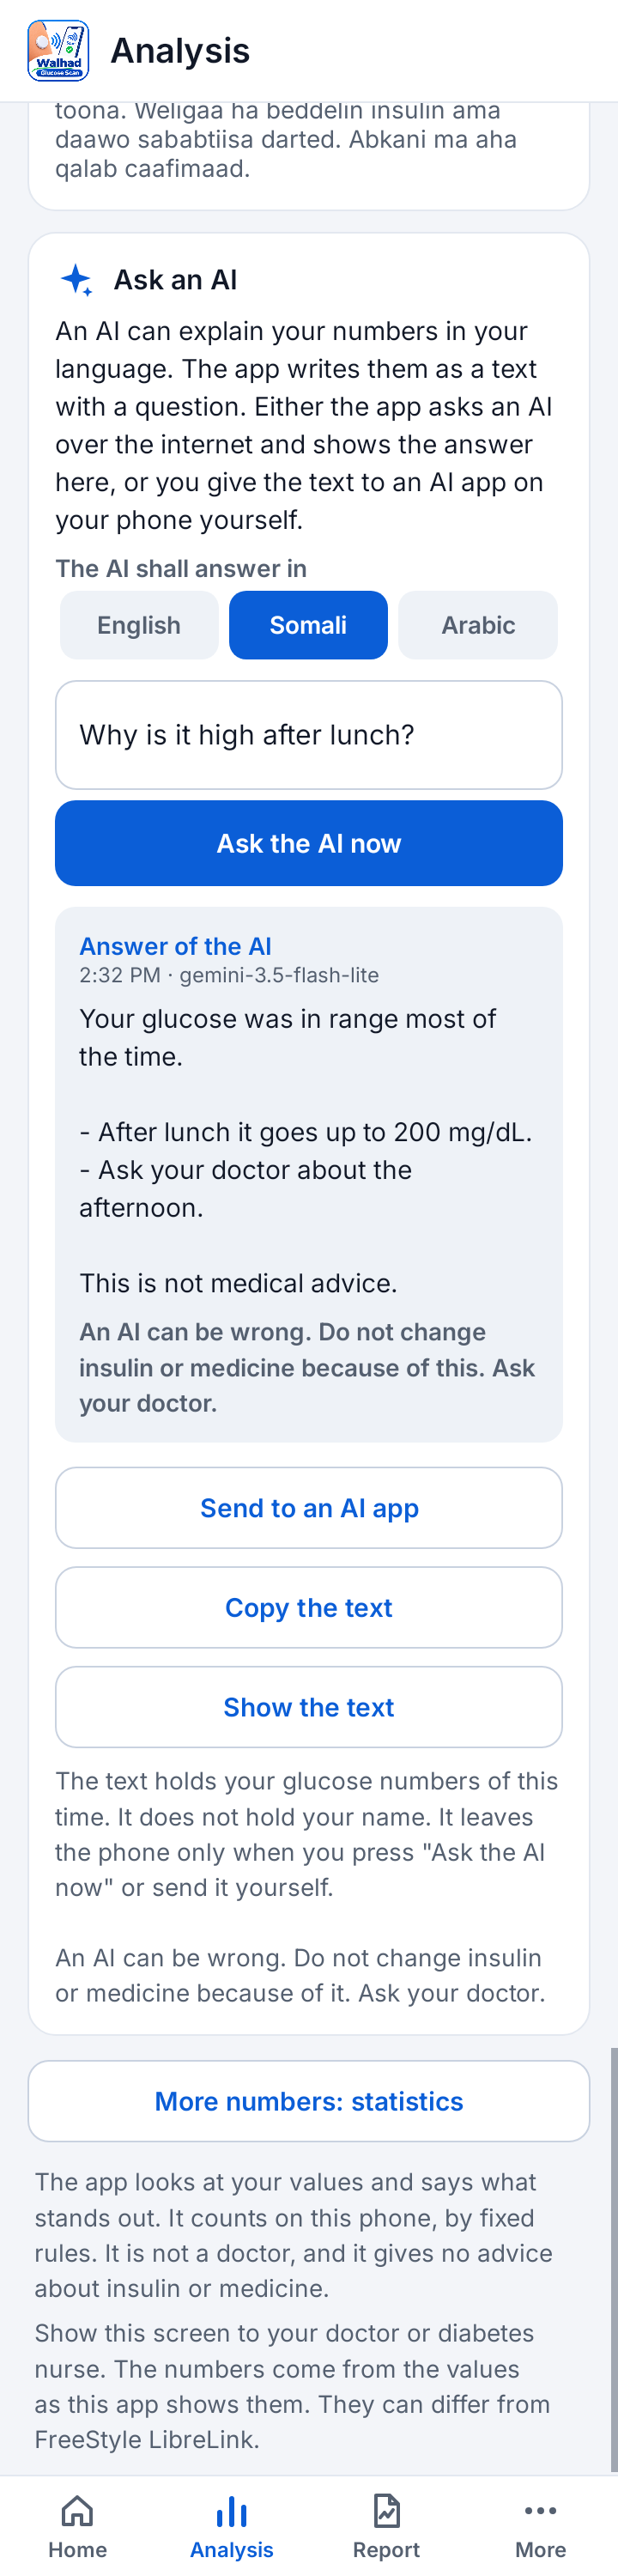 Walhad
Glucose Scan
Analysis
toona. Weligaa ha beddelin insulin ama
daawo sababtiisa darted. Abkani ma aha
qalab caafimaad.
Ask an AI
An AI can explain your numbers in your
language. The app writes them as a text
with a question. Either the app asks an AI
over the internet and shows the answer
here, or you give the text to an AI app on
your phone yourself.
The AI shall answer in
English
Somali
Arabic
Why is it high after lunch?
Ask the AI now
Answer of the AI
2:32 PM · gemini-3.5-flash-lite
Your glucose was in range most of
the time.
- After lunch it goes up to 200 mg/dL.
- Ask your doctor about the
afternoon.
This is not medical advice.
An AI can be wrong. Do not change
insulin or medicine because of this. Ask
your doctor.
Send to an AI app
Copy the text
Show the text
The text holds your glucose numbers of this
time. It does not hold your name. It leaves
the phone only when you press "Ask the AI
now" or send it yourself.
An AI can be wrong. Do not change insulin
or medicine because of it. Ask your doctor.
More numbers: statistics
The app looks at your values and says what
stands out. It counts on this phone, by fixed
rules. It is not a doctor, and it gives no advice
about insulin or medicine.
Show this screen to your doctor or diabetes
nurse. The numbers come from the values
as this app shows them. They can differ from
FreeStyle LibreLink.
Home
Analysis
Report
More